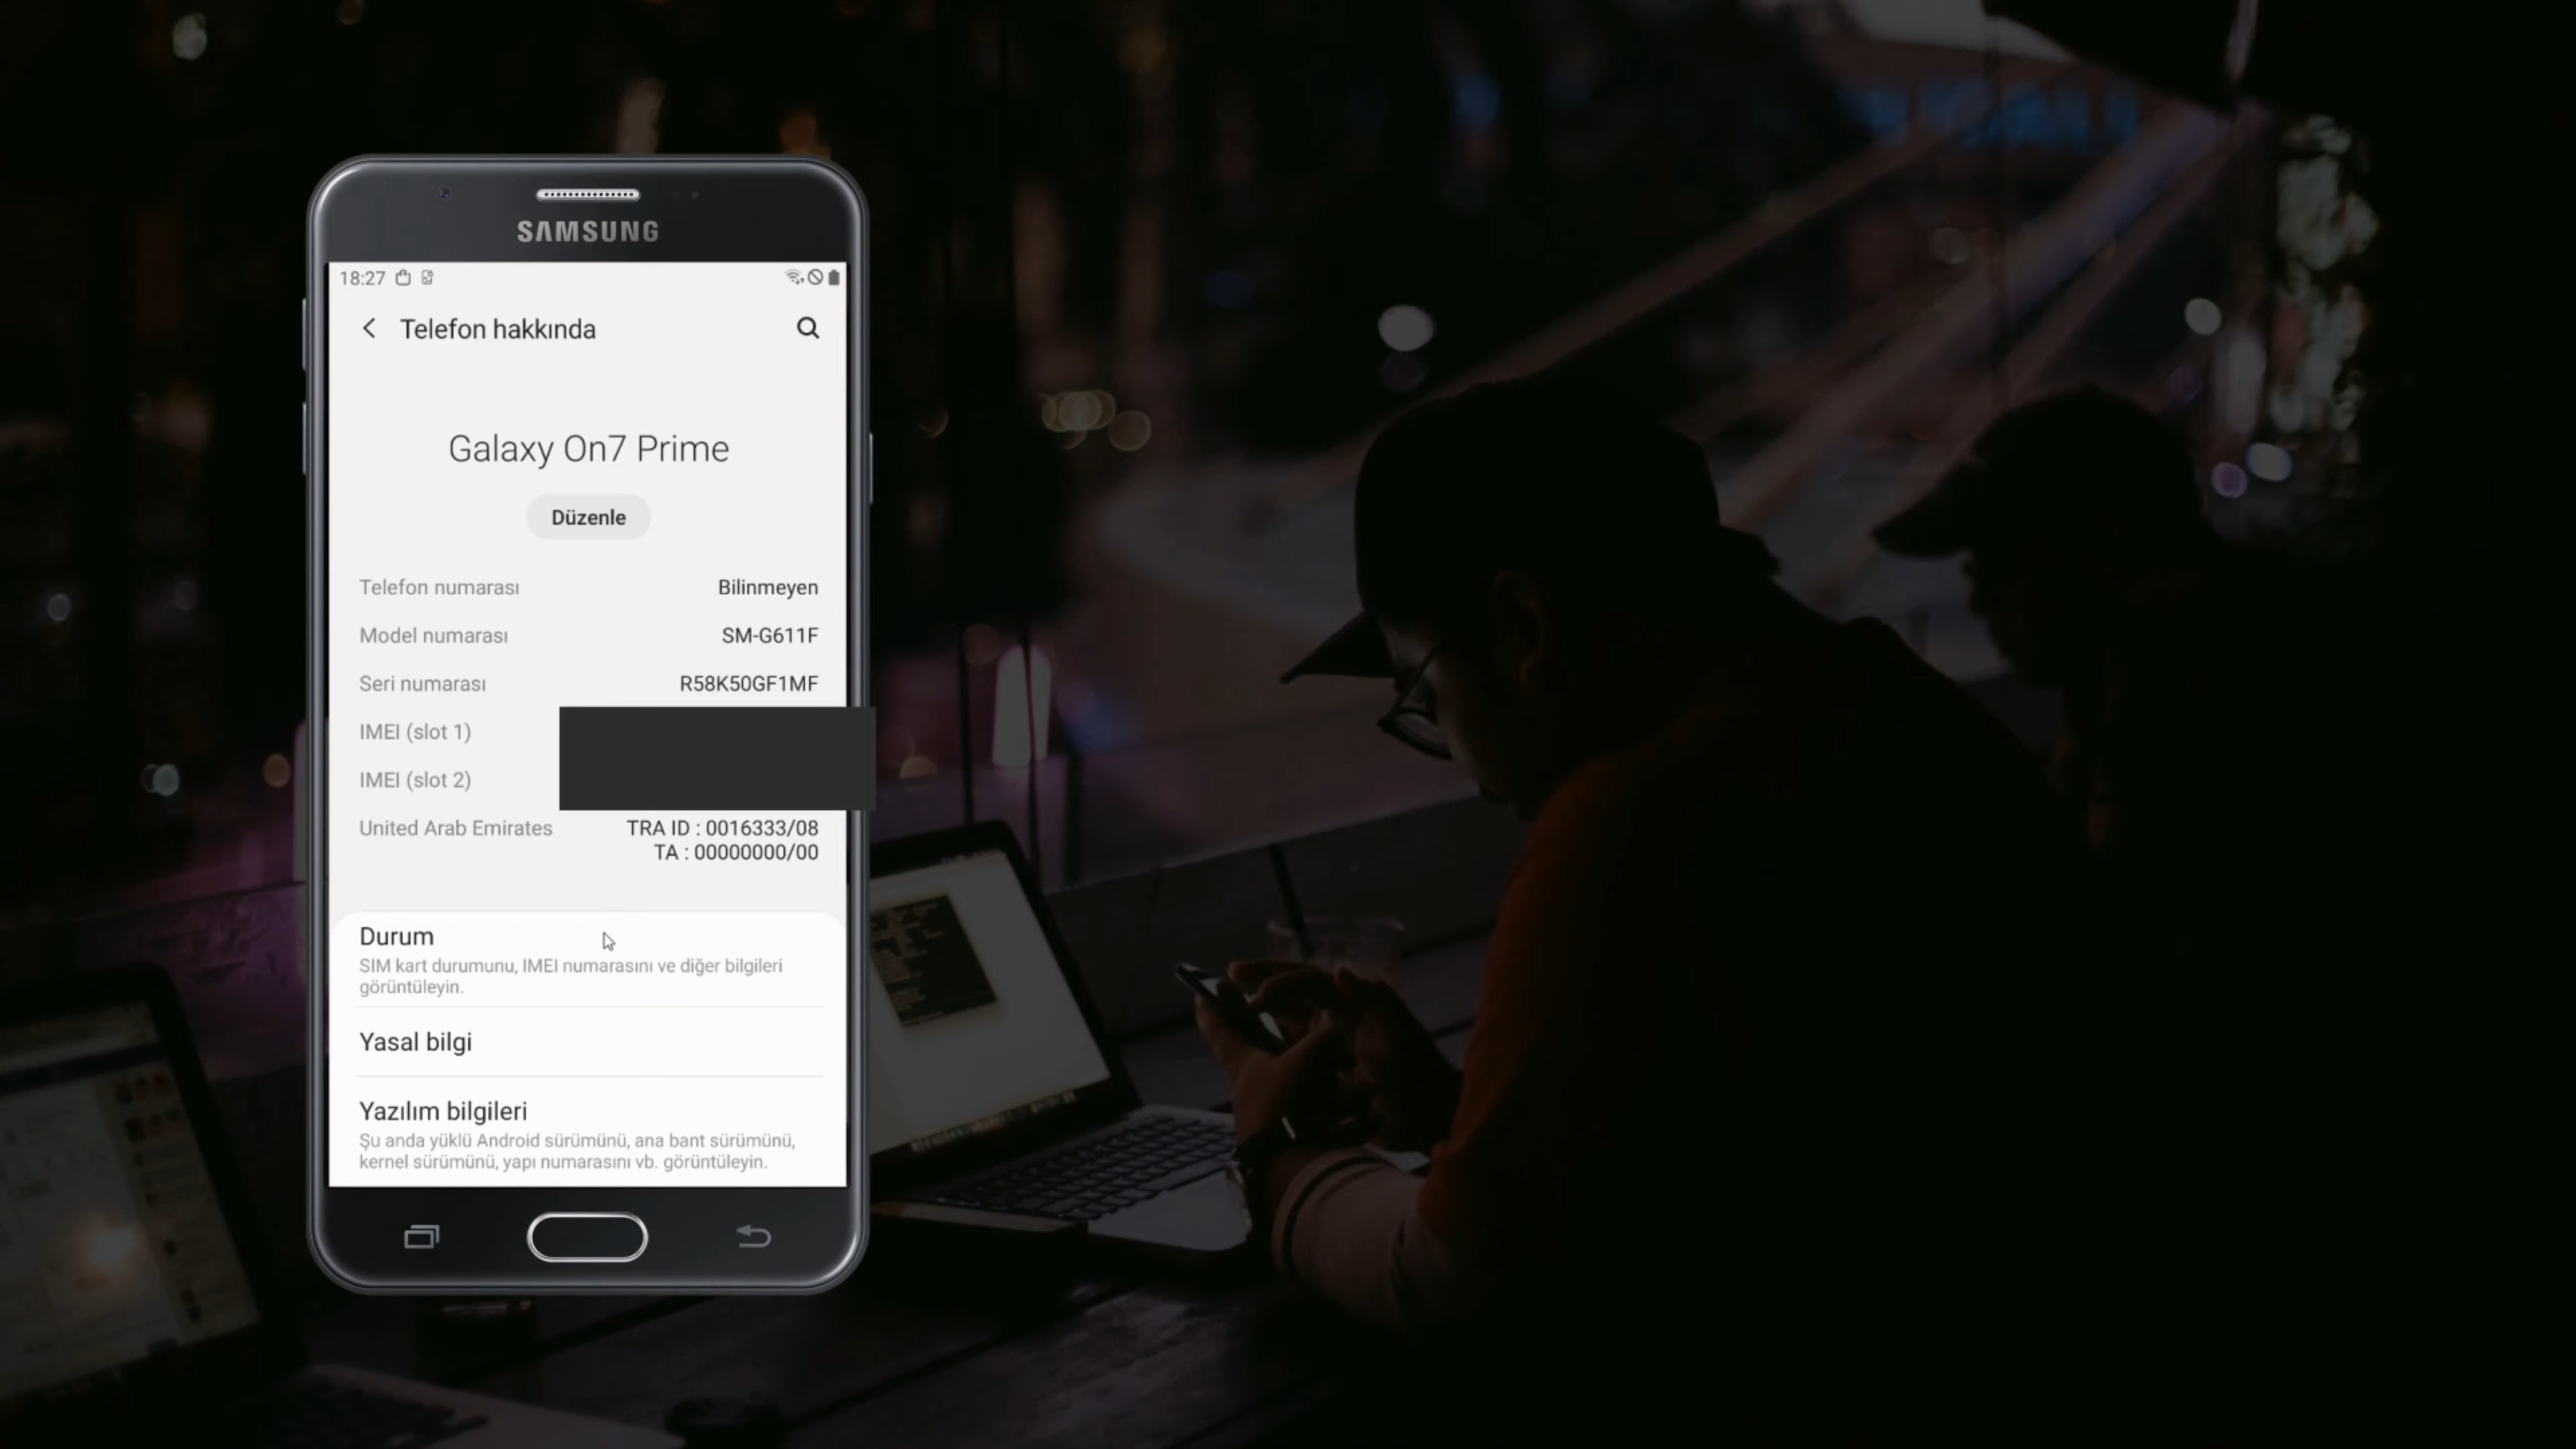 SAMSUNG
18:27
Telefon hakkında
Galaxy On7 Prime
Düzenle
Telefon numarası Bilinmeyen
Model numarası SM-G611F
Seri numarası R58K50GF1MF
IMEI (slot 1)
IMEI (slot 2)
United Arab Emirates TRA ID : 0016333/08
TA : 00000000/00
Durum
SIM kart durumunu, IMEI numarasını ve diğer bilgileri
görüntüleyin.
Yasal bilgi
Yazılım bilgileri
Şu anda yüklü Android sürümünü, ana bant sürümünü,
kernel sürümünü, yapı numarasını vb. görüntüleyin.